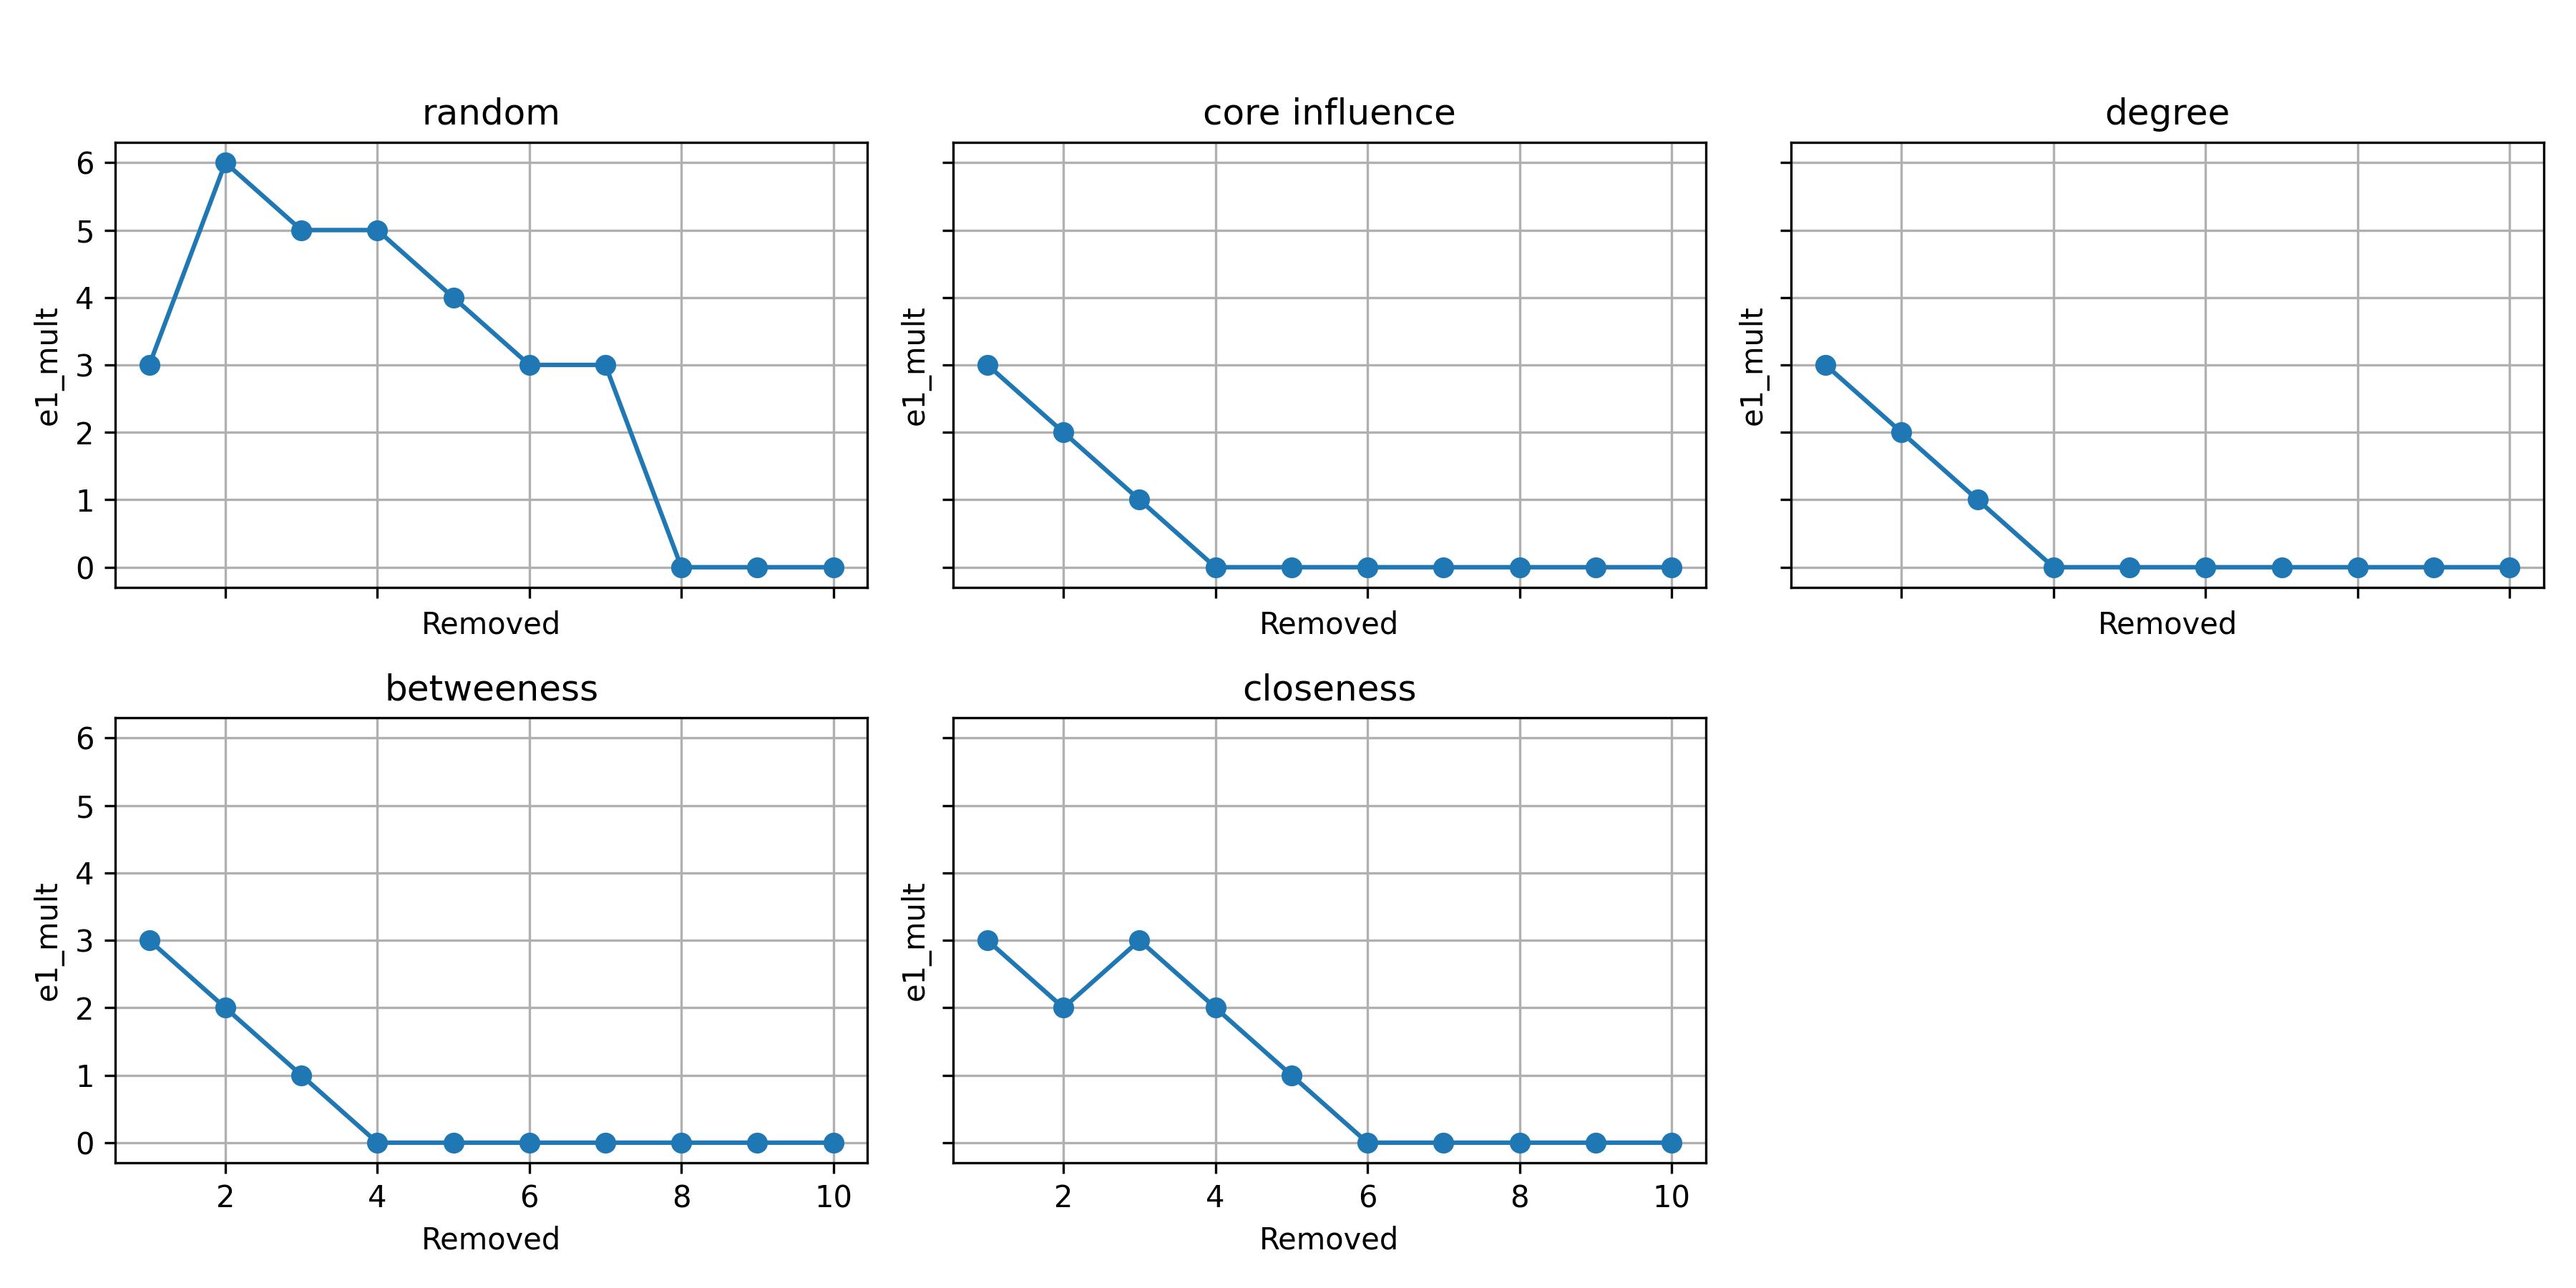 random
6
5
4
3
2
1
0
e1_mult
Removed
core influence
e1_mult
Removed
degree
e1_mult
Removed
betweeness
6
5
4
3
2
1
0
e1_mult
2 4 6 8 10
Removed
closeness
e1_mult
2 4 6 8 10
Removed